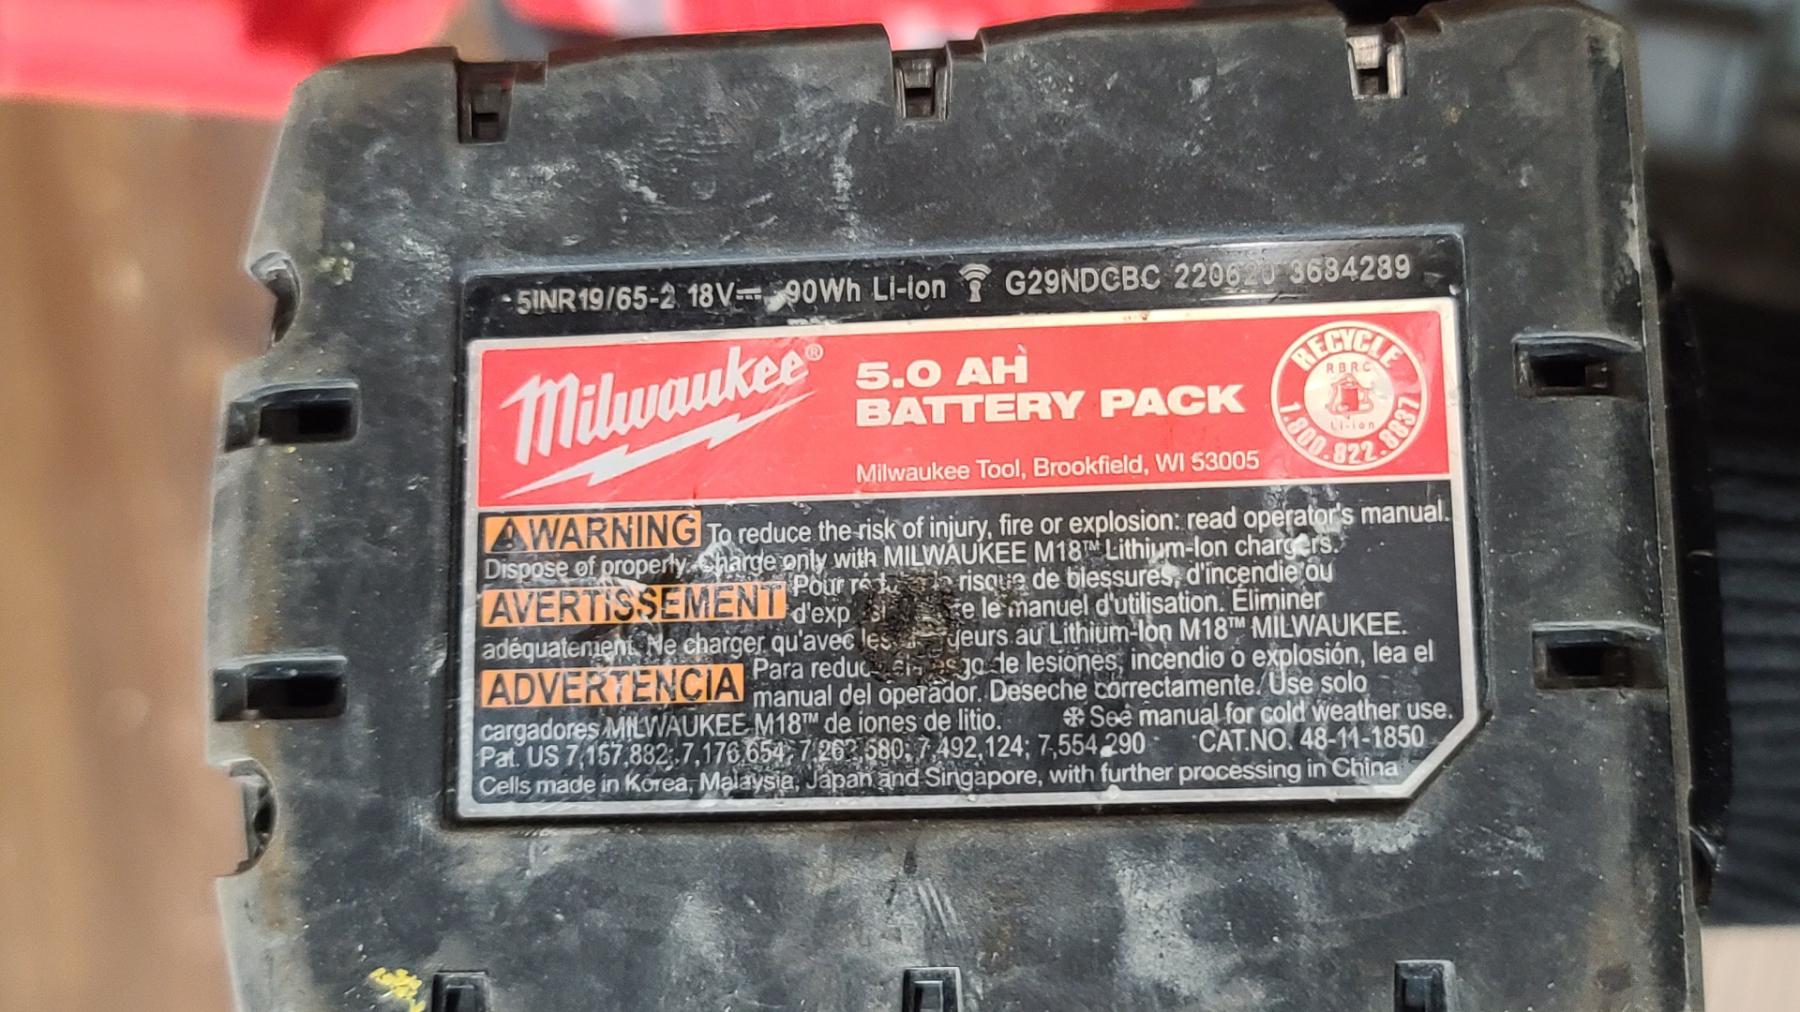 5INR19/65-2 18V⎓ 90Wh Li-ion G29NDCBC 220620 3684289
Milwaukee®
5.0 AH
BATTERY PACK
Milwaukee Tool, Brookfield, WI 53005
RECYCLE
RBRC
Li-ion
1.800.822.8837
⚠WARNING To reduce the risk of injury, fire or explosion: read operator's manual.
Dispose of properly. Charge only with MILWAUKEE M18™ Lithium-Ion chargers.
AVERTISSEMENT Pour risque de blessures, d'incendie ou
le manuel d'utilisation. Éliminer
adéquatement. Ne charger qu'avec les au Lithium-Ion M18™ MILWAUKEE.
ADVERTENCIA Para de lesiones, incendio o explosión, lea el
manual del operador. Deseche correctamente. Use solo
cargadores MILWAUKEE M18™ de iones de litio. ❄ See manual for cold weather use.
Pat. US 7,157,882; 7,176,654; 7,262,580; 7,492,124; 7,554,290 CAT.NO. 48-11-1850
Cells made in Korea, Malaysia, Japan and Singapore, with further processing in China